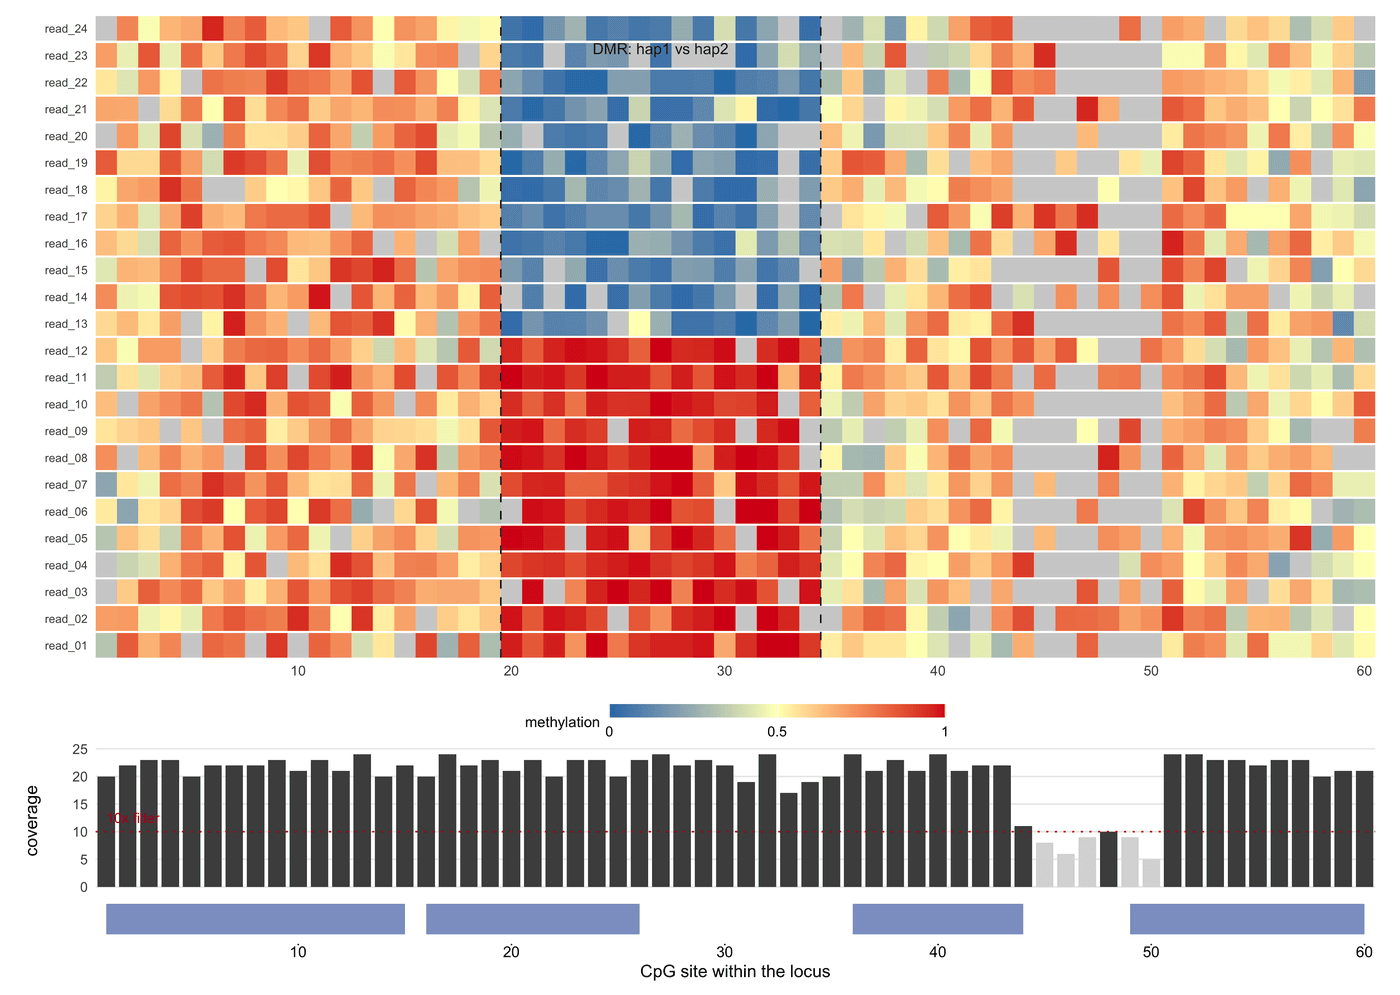 read_24
read_23
DMR: hap1 vs hap2
read_22
read_21
read_20
read_19
read_18
read_17
read_16
read_15
read_14
read_13
read_12
read_11
read_10
read_09
read_08
read_07
read_06
read_05
read_04
read_03
read_02
read_01
10 20 30 40 50 60
methylation
0 0.5 1
25
20
15
10x filter
10
5
0
coverage
10 20 30 40 50 60
CpG site within the locus